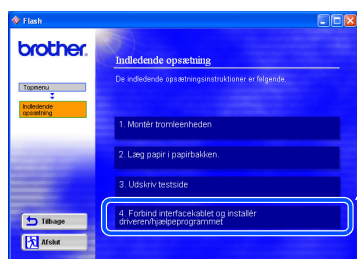 Flash
brother.
Indledende opsætning
De indledende opsætningsinstruktioner er følgende.
Topmenu
Indledende
opsætning
1. Montér tromleenheden
2. Læg papir i papirbakken.
3. Udskriv testside
4. Forbind interfacekablet og installér
driveren/hjælpeprogrammet
Tilbage
Afslut